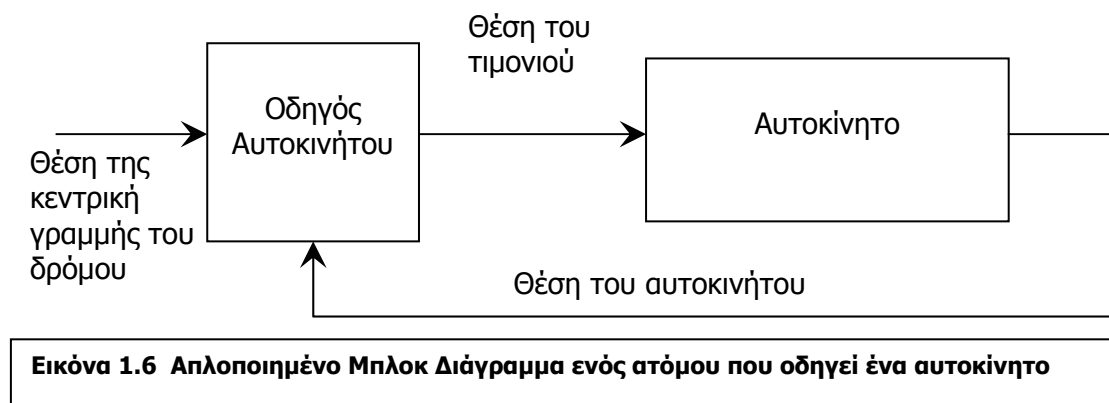 Θέση του
τιμονιού
Οδηγός
Αυτοκινήτου
Αυτοκίνητο
Θέση της
κεντρική
γραμμής του
δρόμου
Θέση του αυτοκινήτου
Εικόνα 1.6 Απλοποιημένο Μπλοκ Διάγραμμα ενός ατόμου που οδηγεί ένα αυτοκίνητο